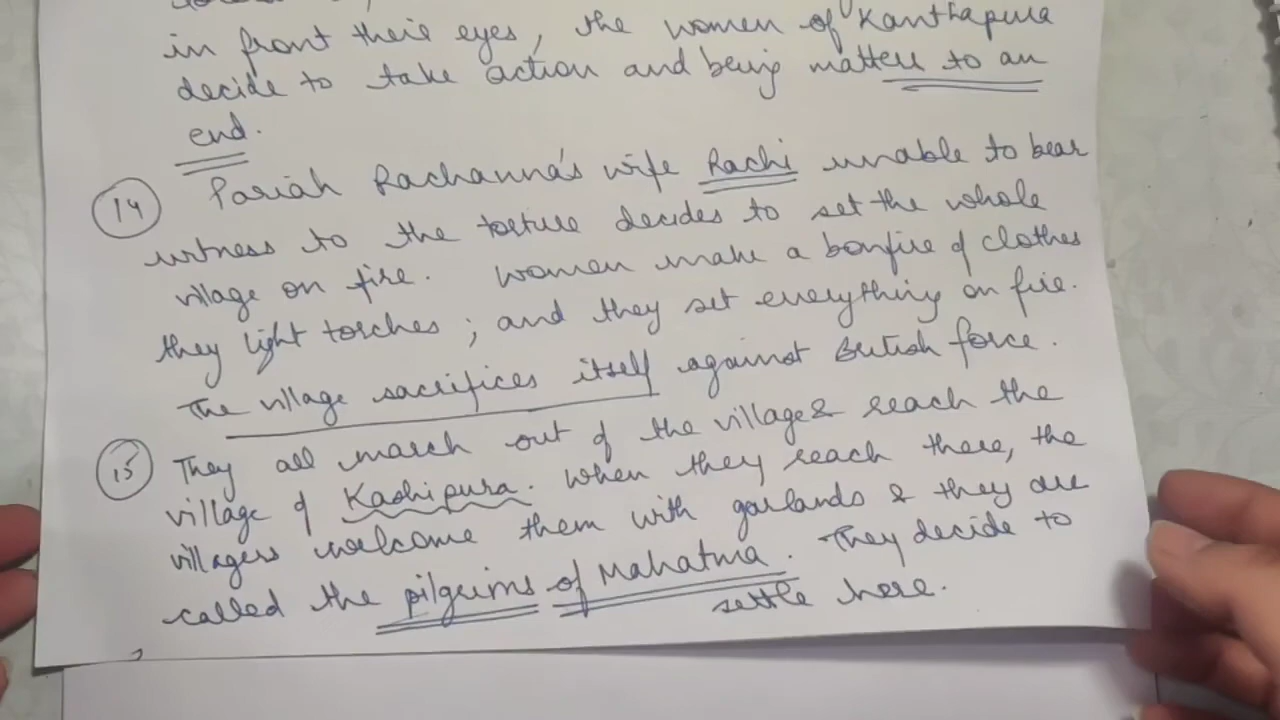 in front their eyes, the women of Kanthapura
decide to take action and being matters to an
end.
14 Pariah Rachanna's wife Rachi unable to bear
witness to the torture decides to set the whole
village on fire. Women make a bonfire of clothes
they light torches; and they set everything on fire.
The village sacrifices itself against British force.
15 They all march out of the village & reach the
village of Kashipura. When they reach there, the
villagers welcome them with garlands & they are
called the pilgrims of Mahatma. They decide to
settle here.